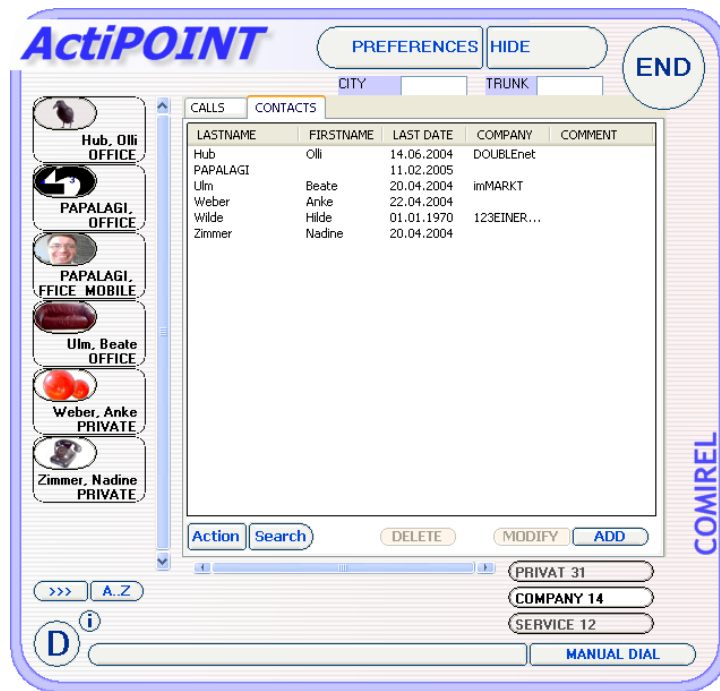 ActiPOINT
PREFERENCES HIDE
END
CITY TRUNK
CALLS CONTACTS
LASTNAME FIRSTNAME LAST DATE COMPANY COMMENT
Hub Olli 14.06.2004 DOUBLEnet
PAPALAGI 11.02.2005
Ulm Beate 20.04.2004 imMARKT
Weber Anke 22.04.2004
Wilde Hilde 01.01.1970 123EINER...
Zimmer Nadine 20.04.2004
Hub, Olli
OFFICE
3
PAPALAGI,
OFFICE
PAPALAGI,
FFICE MOBILE
Ulm, Beate
OFFICE
Weber, Anke
PRIVATE
Zimmer, Nadine
PRIVATE
Action Search DELETE MODIFY ADD
COMIREL
>>> A..Z
PRIVAT 31
COMPANY 14
SERVICE 12
D i
MANUAL DIAL